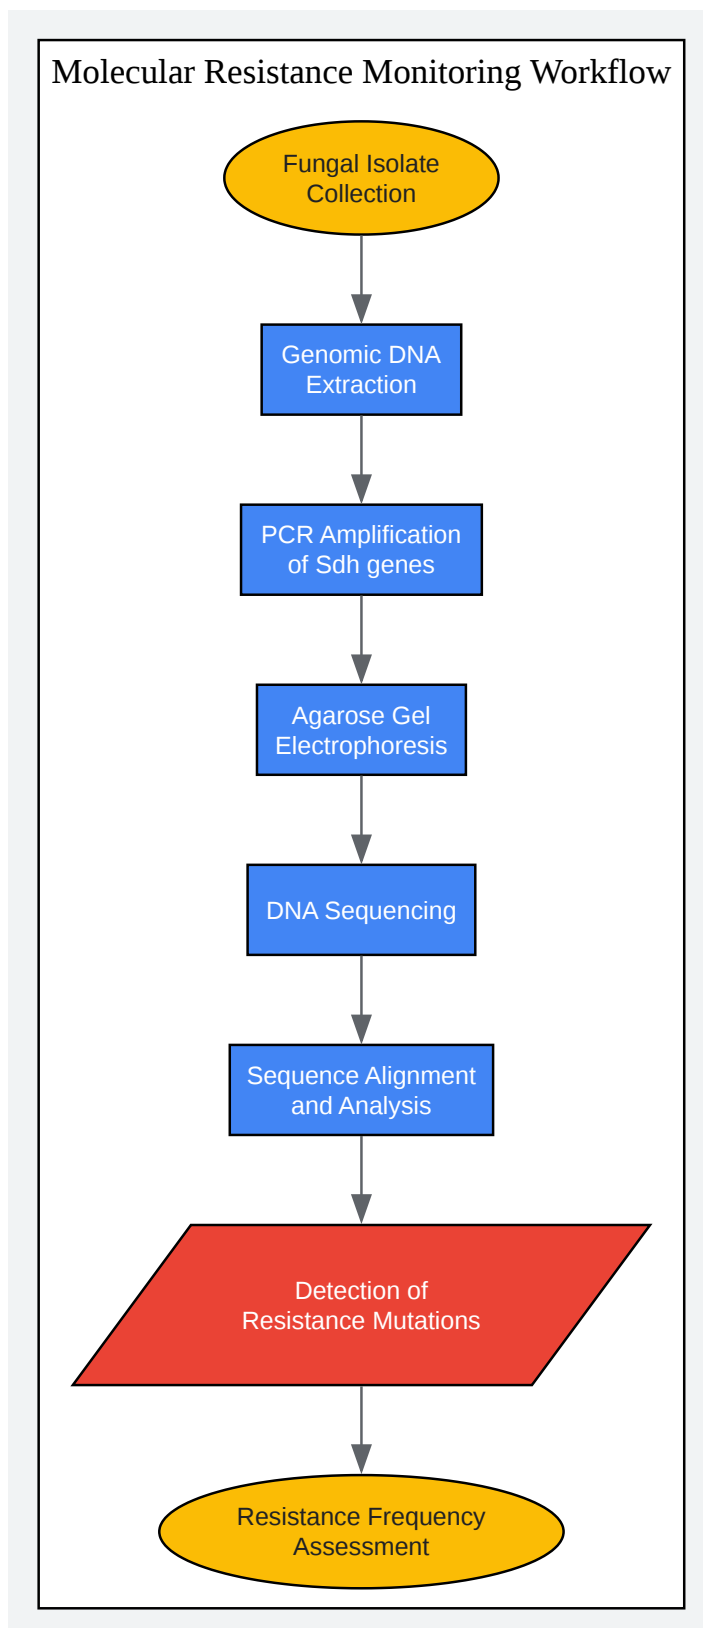 Molecular Resistance Monitoring Workflow
Fungal Isolate
Collection
Genomic DNA
Extraction
PCR Amplification
of Sdh genes
Agarose Gel
Electrophoresis
DNA Sequencing
Sequence Alignment
and Analysis
Detection of
Resistance Mutations
Resistance Frequency
Assessment